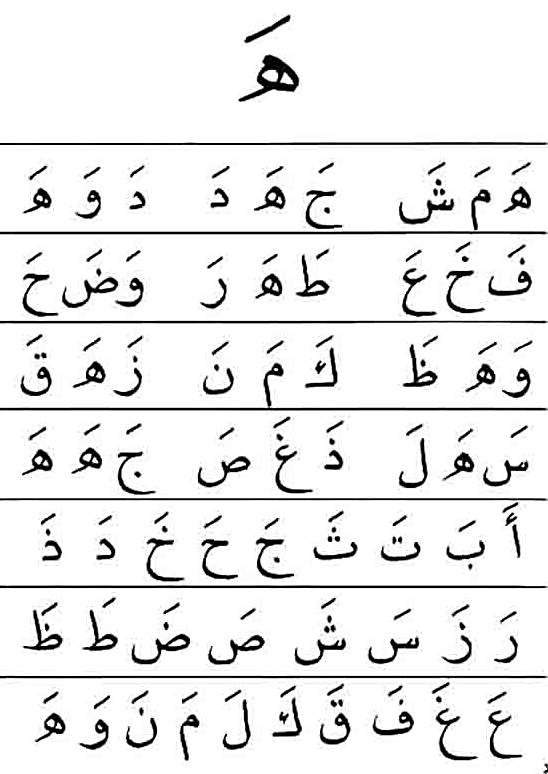 هَ
هَ مَ شَ جَ هَ دَ دَ وَ هَ
فَ خَ عَ طَ هَ رَ وَ ضَ حَ
وَ هَ ظَ كَ مَ نَ زَ هَ قَ
سَ هَ لَ ذَ غَ صَ جَ هَ هَ
أَ بَ تَ ثَ جَ حَ خَ دَ ذَ
رَ زَ سَ شَ صَ ضَ طَ ظَ
عَ غَ فَ قَ كَ لَ مَ نَ وَ هَ